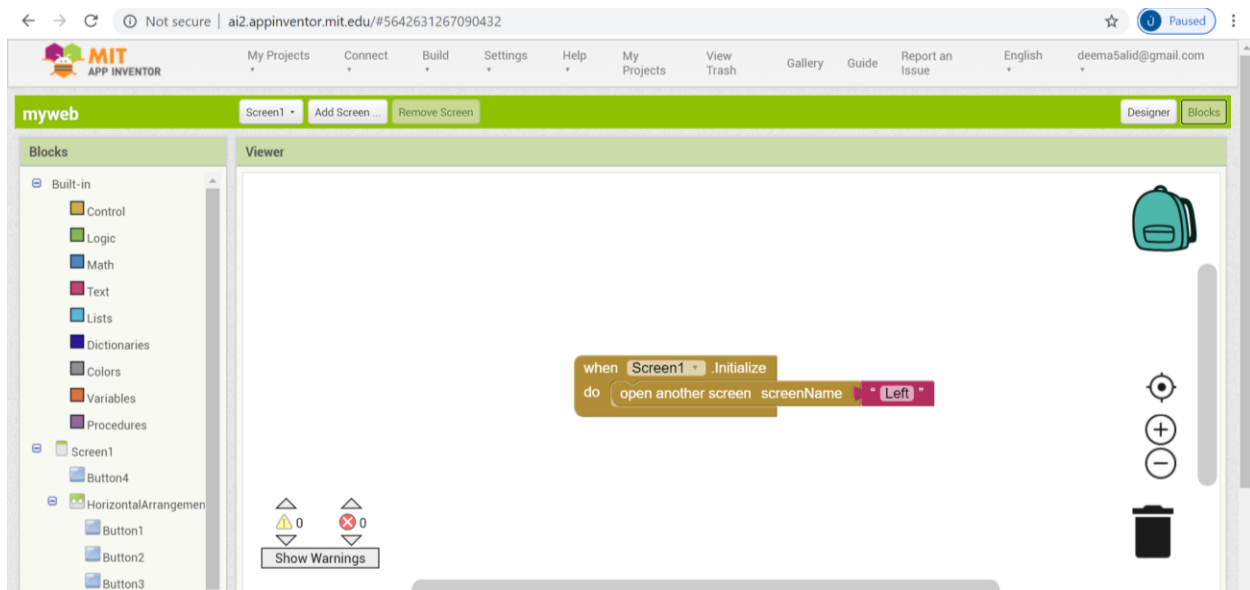 Not secure | ai2.appinventor.mit.edu/#5642631267090432
Paused
MIT
APP INVENTOR
My Projects
Connect
Build
Settings
Help
My Projects
View Trash
Gallery
Guide
Report an Issue
English
deema5alid@gmail.com
myweb
Screen1
Add Screen ...
Remove Screen
Designer
Blocks
Blocks
Viewer
Built-in
Control
Logic
Math
Text
Lists
Dictionaries
Colors
Variables
Procedures
Screen1
Button4
HorizontalArrangemen
Button1
Button2
Button3
when Screen1 .Initialize
do open another screen screenName " Left "
0
0
Show Warnings